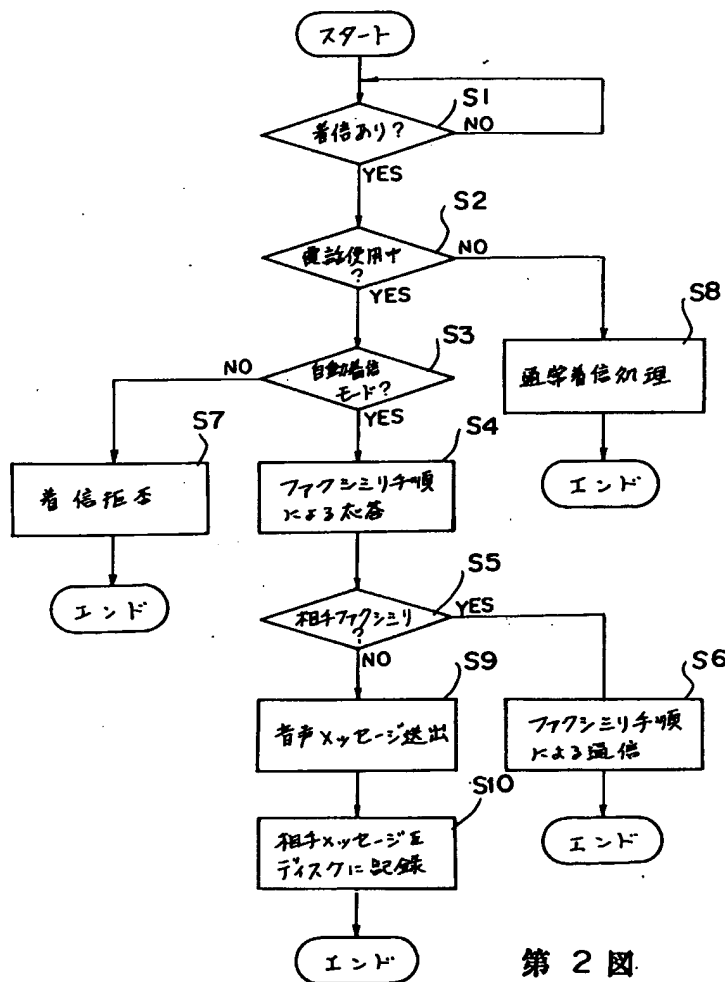 スタート
S1
着信あり?
NO
YES
S2
電話使用中
?
NO
YES
S8
通常着信処理
エンド
S3
自動着信
モード?
NO
YES
S7
着信拒否
エンド
S4
ファクシミリ手順
による応答
S5
相手ファクシミリ
?
YES
NO
S6
ファクシミリ手順
による通信
エンド
S9
音声メッセージ送出
S10
相手メッセージを
ディスクに記録
エンド
第2図